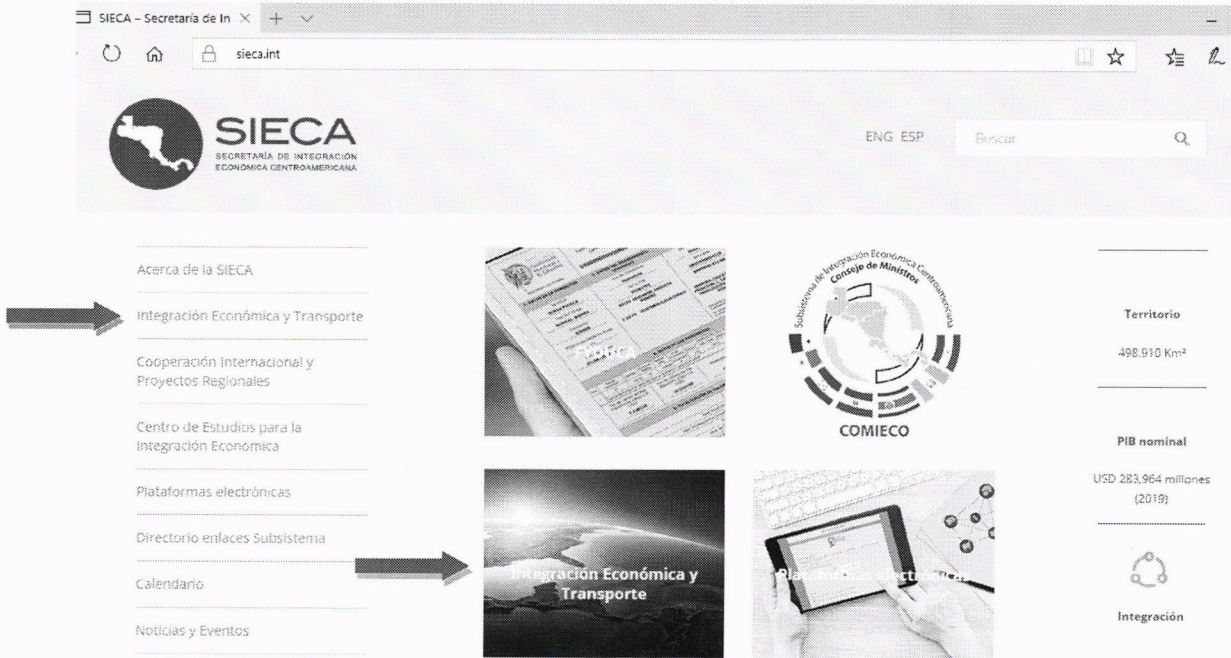 SIECA – Secretaría de In
sieca.int
SIECA
SECRETARÍA DE INTEGRACIÓN
ECONÓMICA CENTROAMERICANA
ENG ESP
Buscar
Acerca de la SIECA
Integración Económica y Transporte
Cooperación Internacional y
Proyectos Regionales
Centro de Estudios para la
Integración Económica
Plataformas electrónicas
Directorio enlaces Subsistema
Calendario
Noticias y Eventos
FYDUCA
Subsistema de Integración Económica Centroamericana
Consejo de Ministros
COMIECO
Integración Económica y
Transporte
Plataformas electrónicas
Territorio
498.910 Km²
PIB nominal
USD 283,964 millones
(2019)
Integración